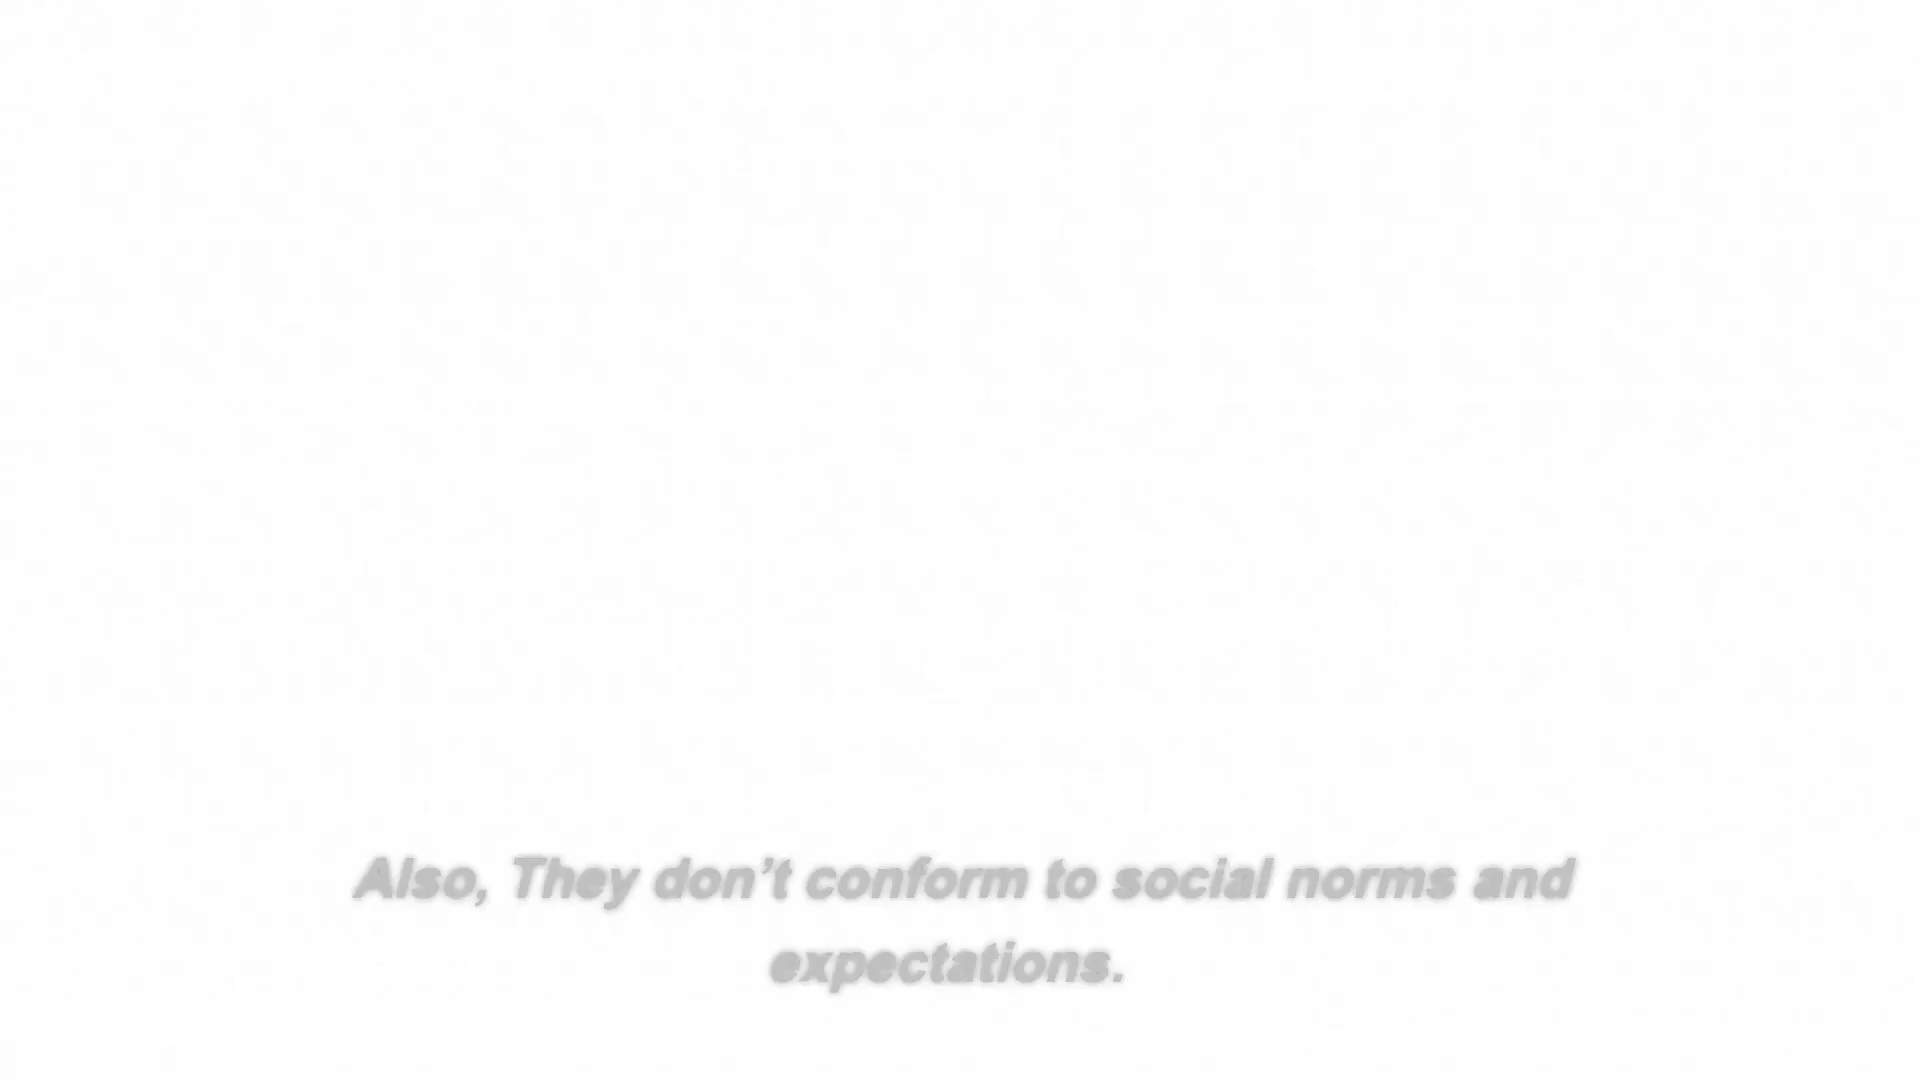 Also, They don’t conform to social norms and
expectations.